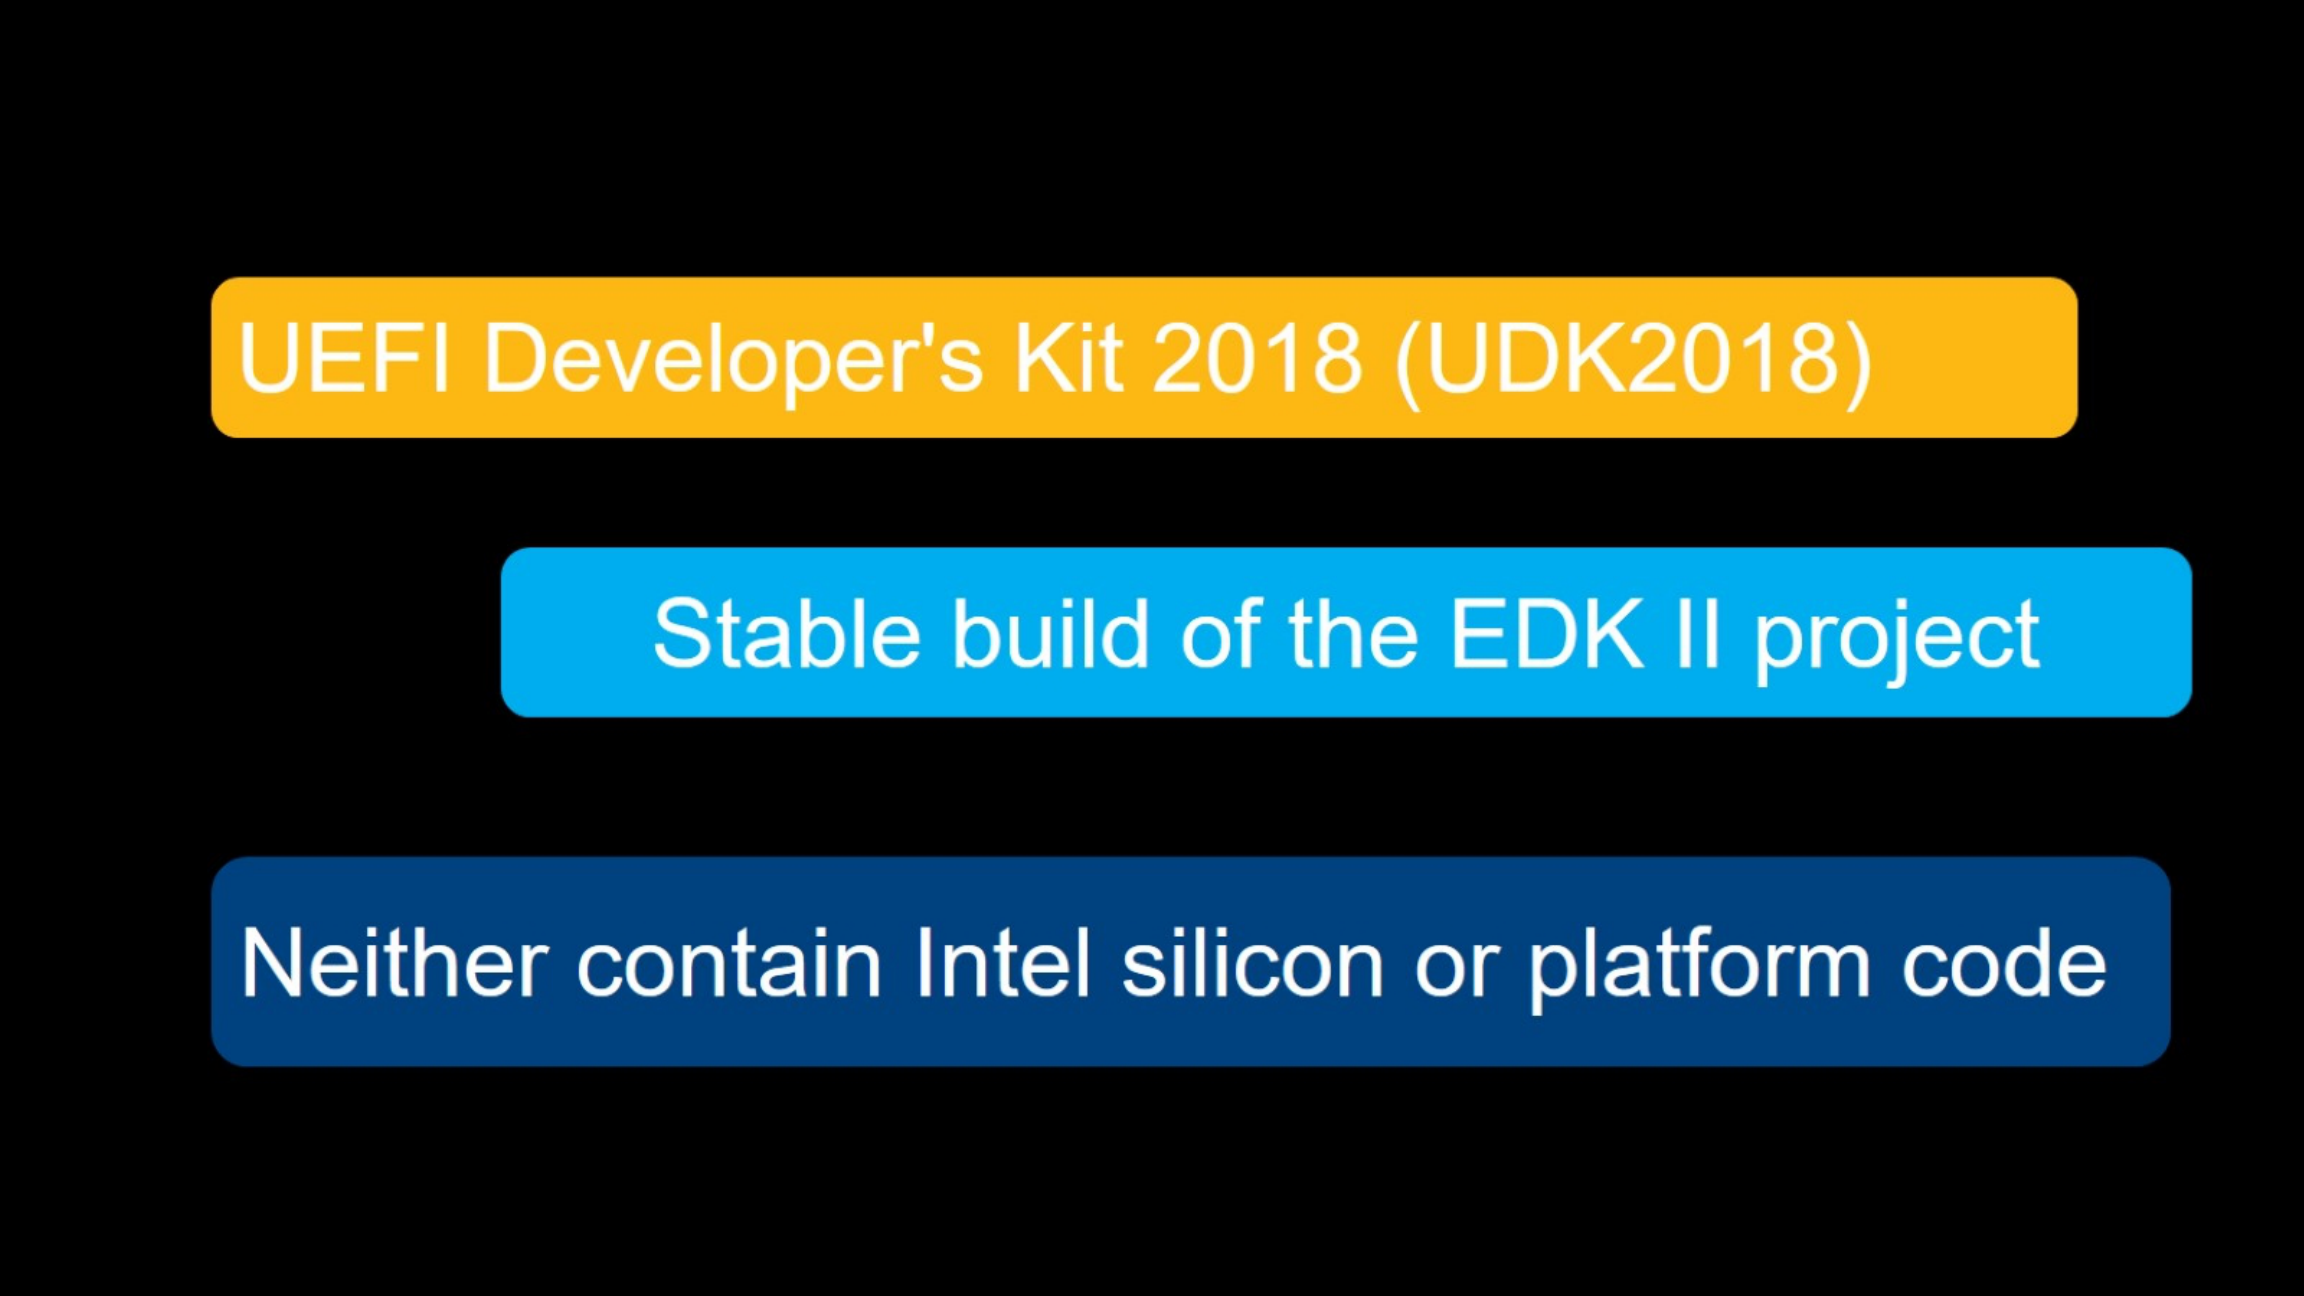 UEFI Developer's Kit 2018 (UDK2018)
Stable build of the EDK II project
Neither contain Intel silicon or platform code